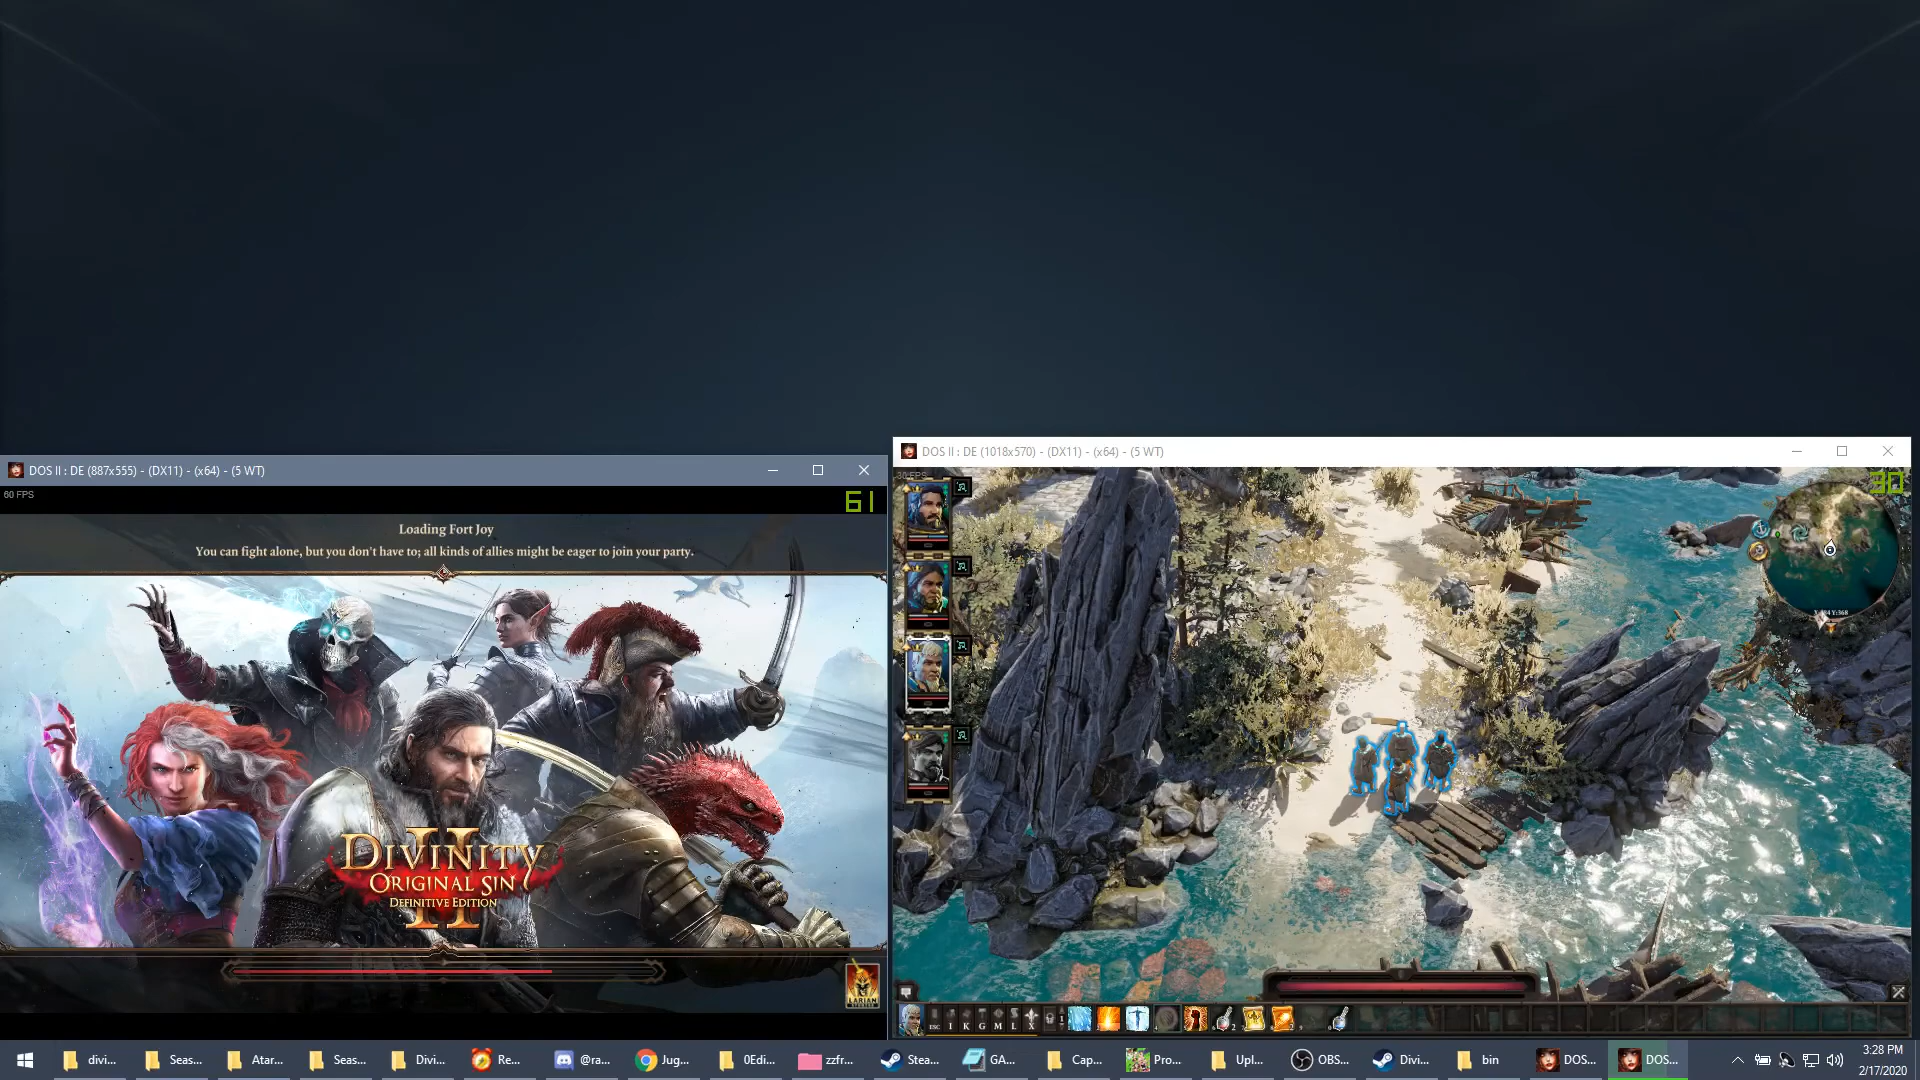 DOS II : DE (887x555) - (DX11) - (x64) - (5 WT)
60 FPS
61
Loading Fort Joy
You can fight alone, but you don't have to; all kinds of allies might be eager to join your party.
DIVINITY
II
ORIGINAL SIN
DEFINITIVE EDITION
LARIAN
DOS II : DE (1018x570) - (DX11) - (x64) - (5 WT)
30
ESC I K G M L X 1
divi...
Seas...
Atar...
Seas...
Divi...
Re...
@ra...
Jug...
0Edi...
zzfr...
Stea...
GA...
Cap...
Pro...
Upl...
OBS...
Divi...
bin
DOS...
DOS...
3:28 PM
2/17/2020